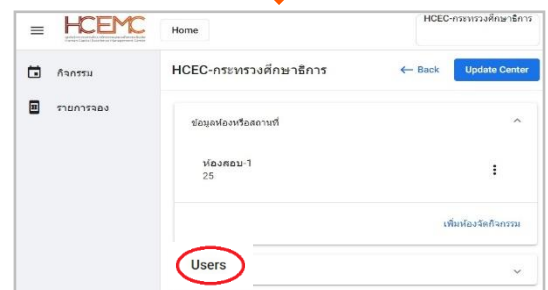 HCEMC
Home
HCEC-กระทรวงศึกษาธิการ
กิจกรรม
รายการจอง
HCEC-กระทรวงศึกษาธิการ
← Back
Update Center
ข้อมูลห้องหรือสถานที่
ห้องสอบ-1
25
เพิ่มห้องจัดกิจกรรม
Users